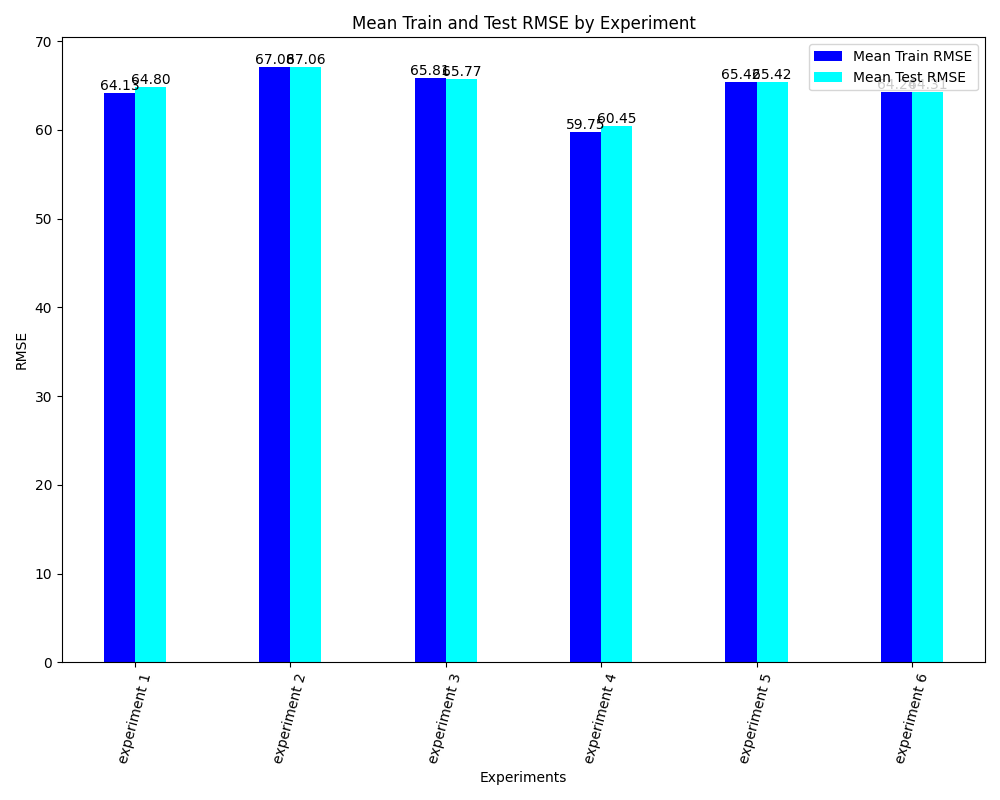 Mean Train and Test RMSE by Experiment
Mean Train RMSE
Mean Test RMSE
RMSE
70
60
50
40
30
20
10
0
64.13 64.80
67.06
65.81 65.77
59.75 60.45
65.42 65.42
experiment 1
experiment 2
experiment 3
experiment 4
experiment 5
experiment 6
Experiments